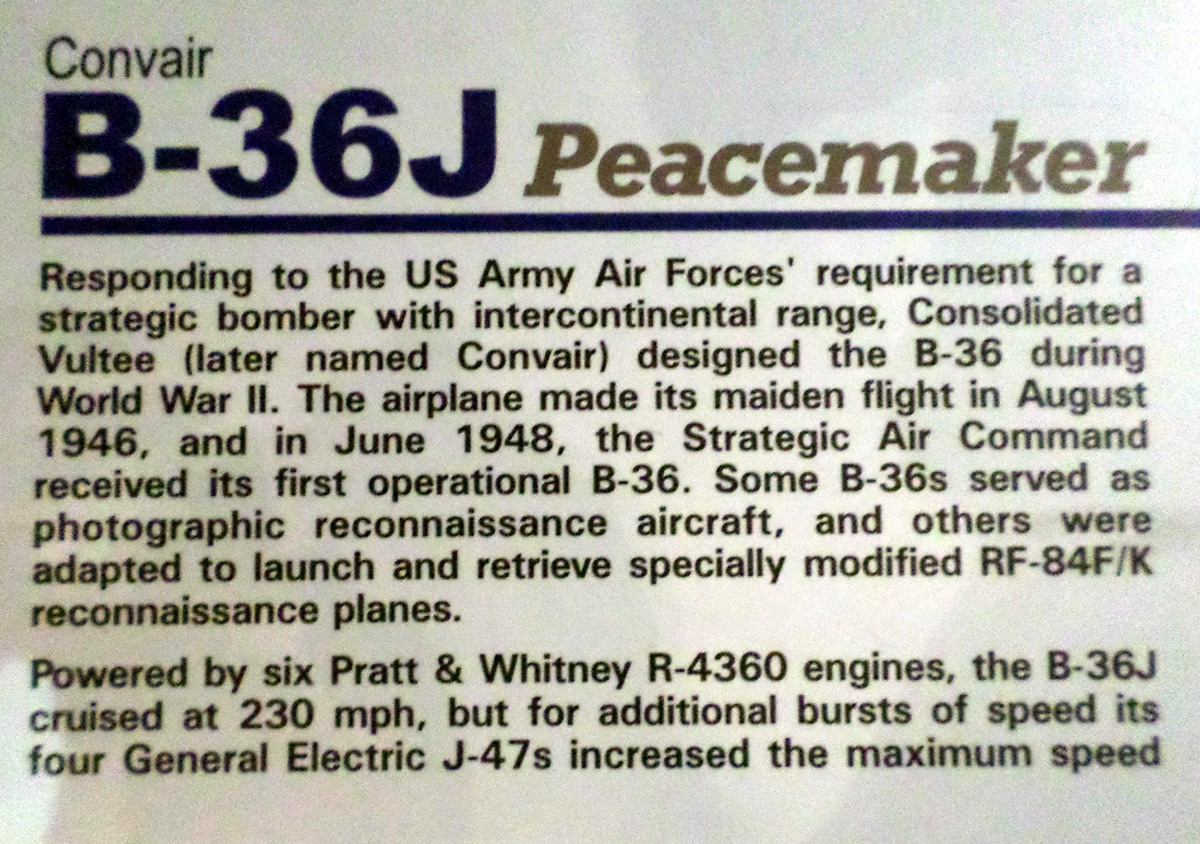 Convair
B-36J Peacemaker
Responding to the US Army Air Forces' requirement for a
strategic bomber with intercontinental range, Consolidated
Vultee (later named Convair) designed the B-36 during
World War II. The airplane made its maiden flight in August
1946, and in June 1948, the Strategic Air Command
received its first operational B-36. Some B-36s served as
photographic reconnaissance aircraft, and others were
adapted to launch and retrieve specially modified RF-84F/K
reconnaissance planes.
Powered by six Pratt & Whitney R-4360 engines, the B-36J
cruised at 230 mph, but for additional bursts of speed its
four General Electric J-47s increased the maximum speed